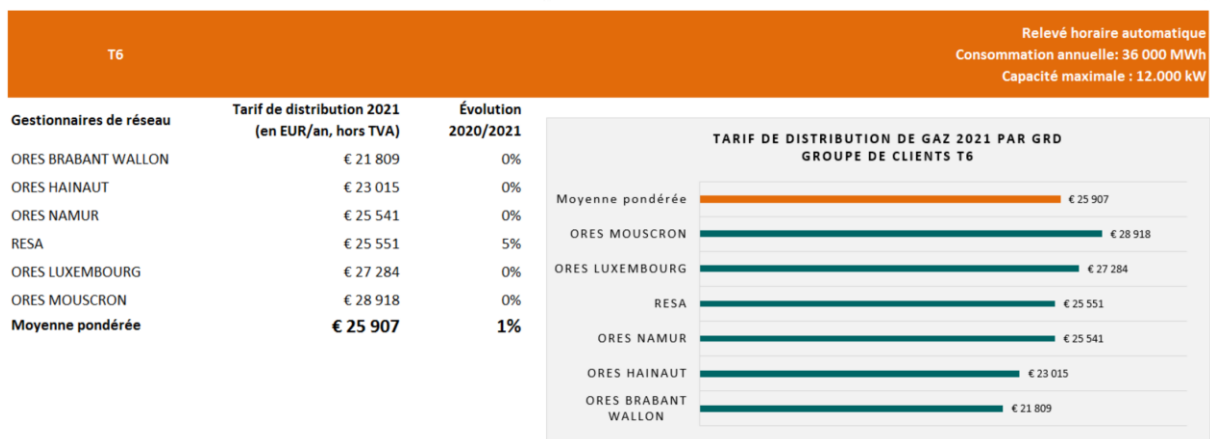 T6
Relevé horaire automatique
Consommation annuelle: 36 000 MWh
Capacité maximale : 12.000 kW
Gestionnaires de réseau Tarif de distribution 2021 (en EUR/an, hors TVA) Évolution 2020/2021
ORES BRABANT WALLON € 21 809 0%
ORES HAINAUT € 23 015 0%
ORES NAMUR € 25 541 0%
RESA € 25 551 5%
ORES LUXEMBOURG € 27 284 0%
ORES MOUSCRON € 28 918 0%
Moyenne pondérée € 25 907 1%
TARIF DE DISTRIBUTION DE GAZ 2021 PAR GRD
GROUPE DE CLIENTS T6
Moyenne pondérée € 25 907
ORES MOUSCRON € 28 918
ORES LUXEMBOURG € 27 284
RESA € 25 551
ORES NAMUR € 25 541
ORES HAINAUT € 23 015
ORES BRABANT
WALLON € 21 809